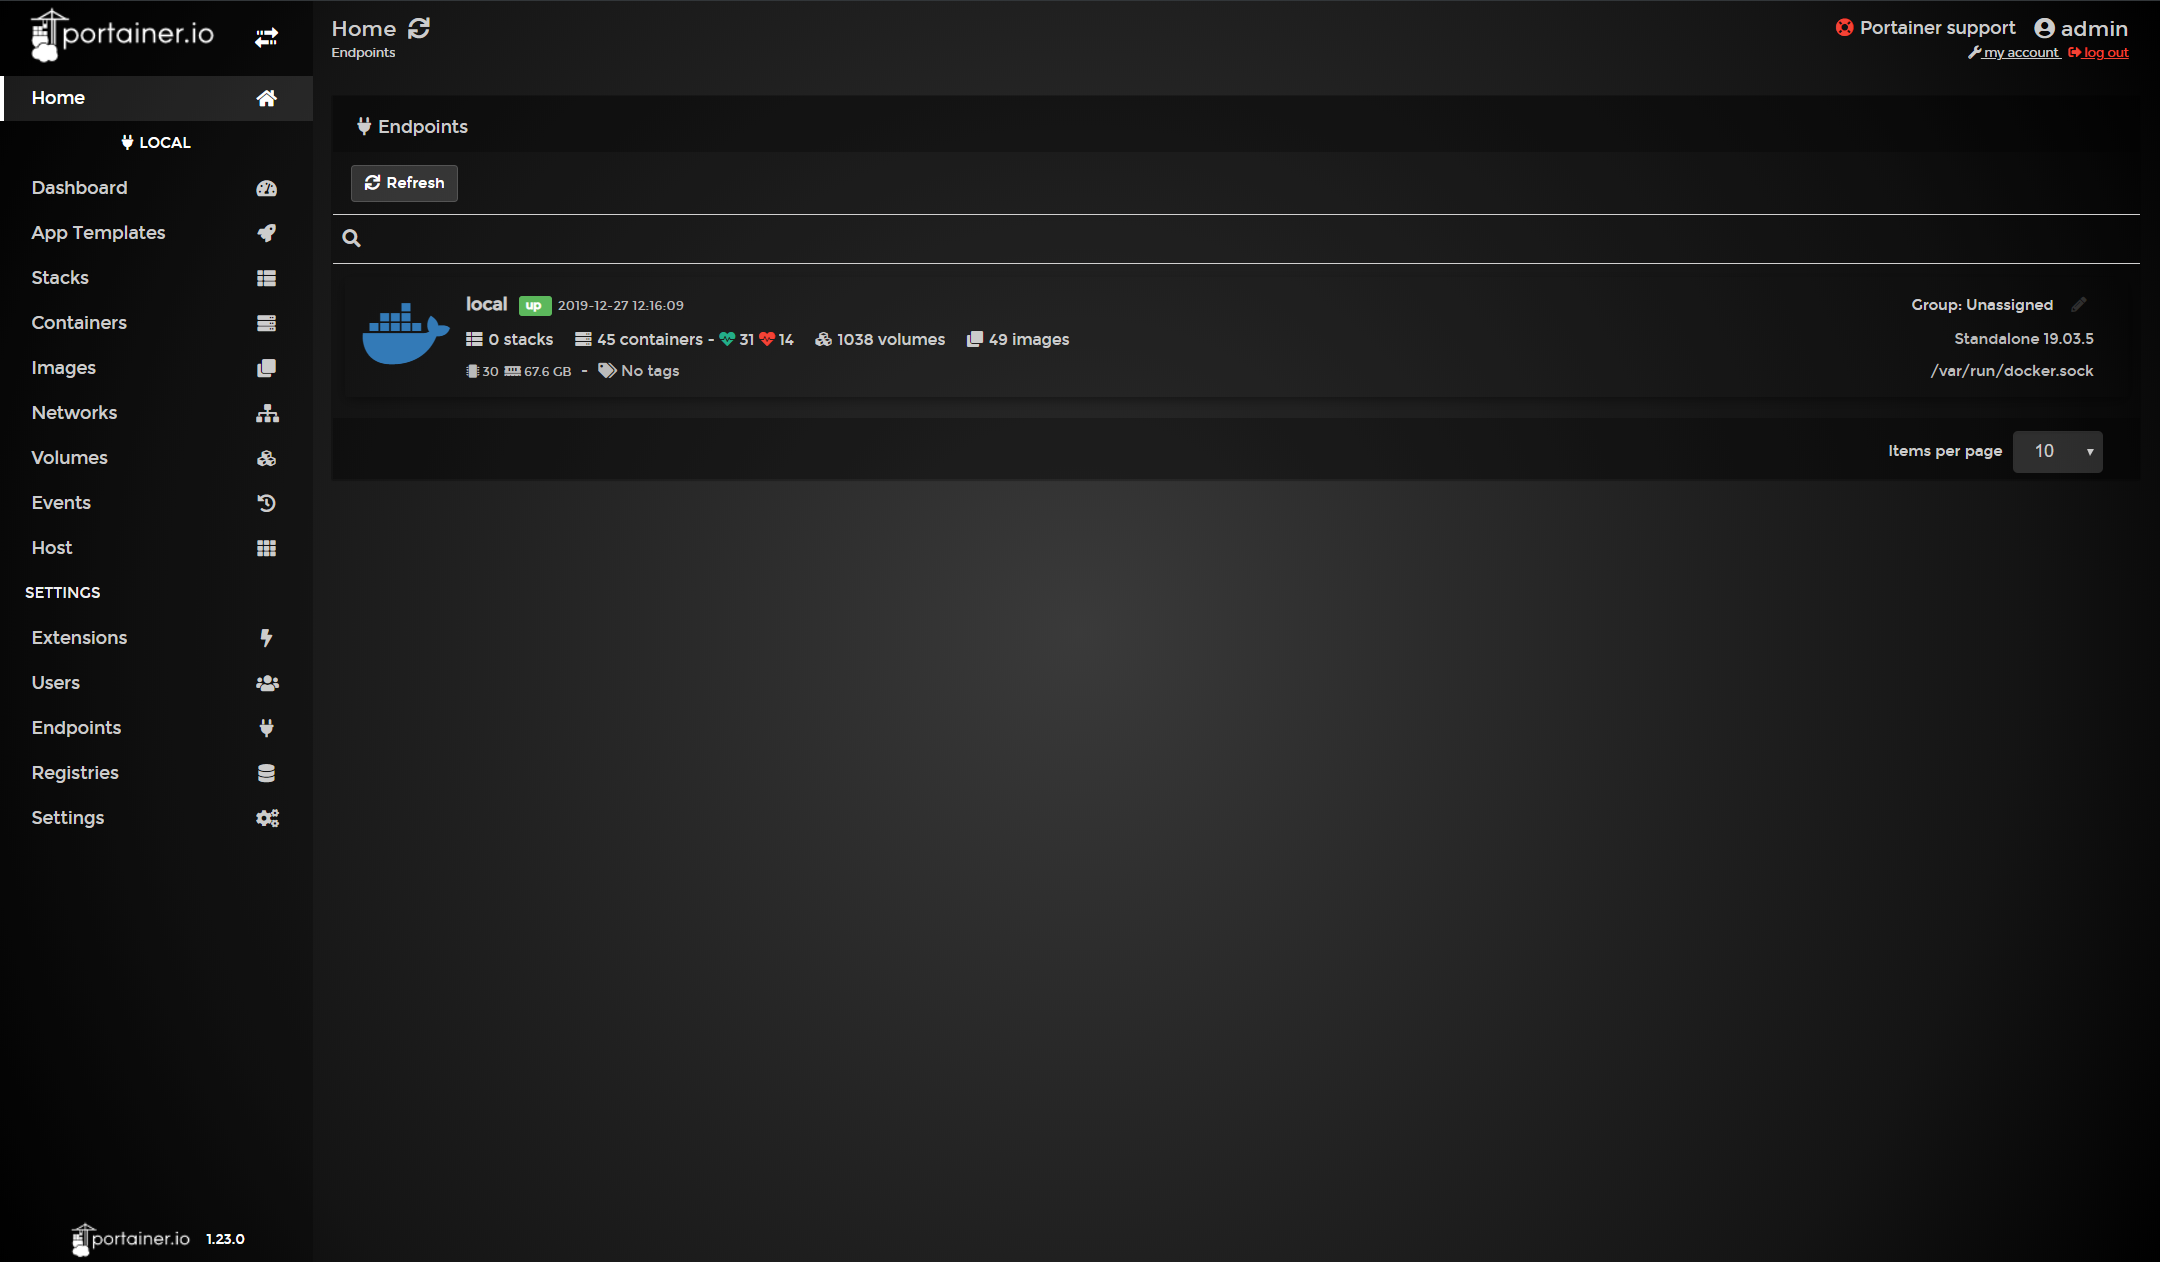 portainer.io
Home
LOCAL
Dashboard
App Templates
Stacks
Containers
Images
Networks
Volumes
Events
Host
SETTINGS
Extensions
Users
Endpoints
Registries
Settings
portainer.io 1.23.0
Home
Endpoints
Portainer support admin
my account log out
Endpoints
Refresh
local up 2019-12-27 12:16:09
0 stacks 45 containers - 31 14 1038 volumes 49 images
30 67.6 GB - No tags
Group: Unassigned
Standalone 19.03.5
/var/run/docker.sock
Items per page 10